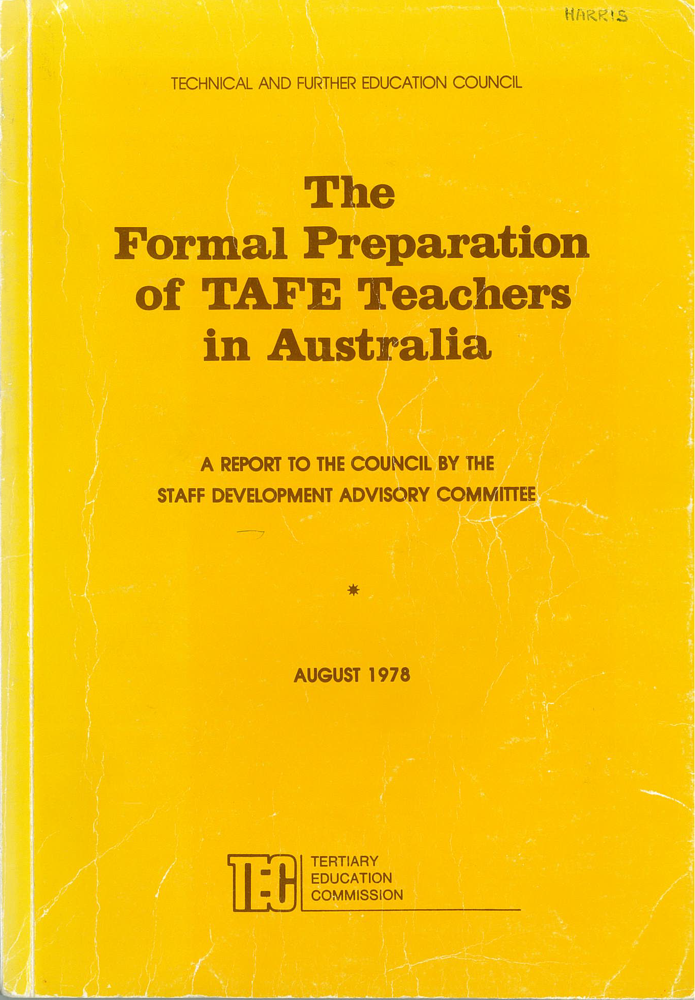 HARRIS
TECHNICAL AND FURTHER EDUCATION COUNCIL
The
Formal Preparation
of TAFE Teachers
in Australia
A REPORT TO THE COUNCIL BY THE
STAFF DEVELOPMENT ADVISORY COMMITTEE
*
AUGUST 1978
TEC
TERTIARY
EDUCATION
COMMISSION